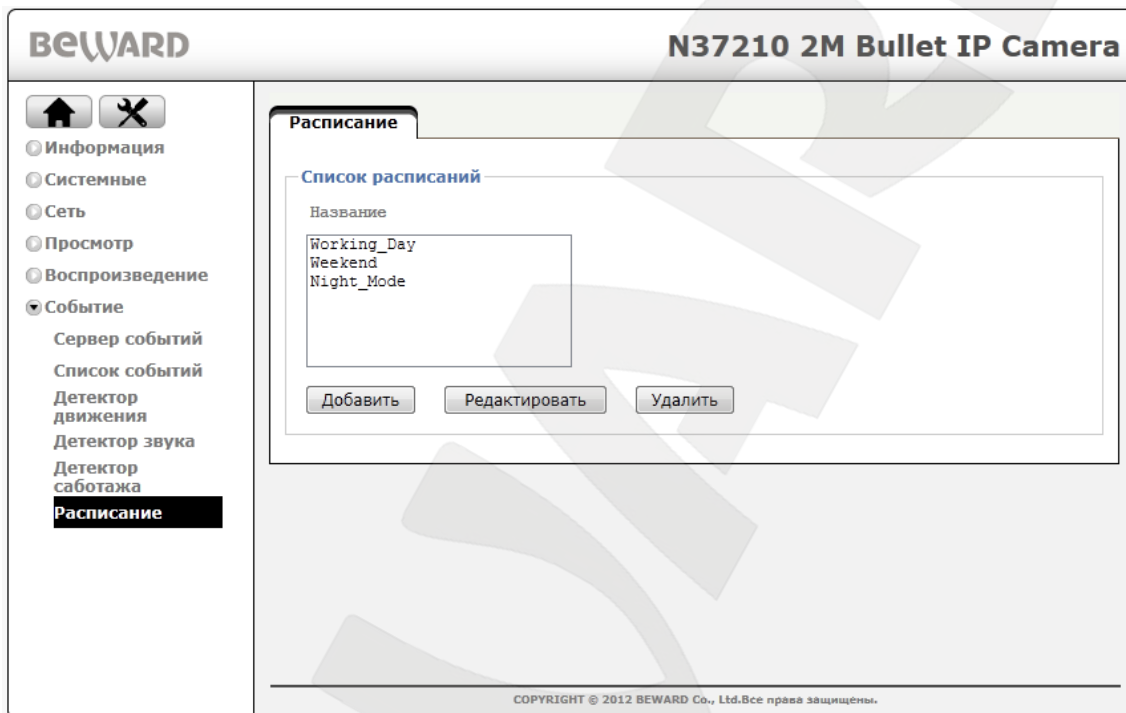 BEWARD
N37210 2M Bullet IP Camera
Информация
Системные
Сеть
Просмотр
Воспроизведение
Событие
Сервер событий
Список событий
Детектор
движения
Детектор звука
Детектор
саботажа
Расписание
Расписание
Список расписаний
Название
Working_Day
Weekend
Night_Mode
Добавить
Редактировать
Удалить
COPYRIGHT © 2012 BEWARD Co., Ltd.Все права защищены.